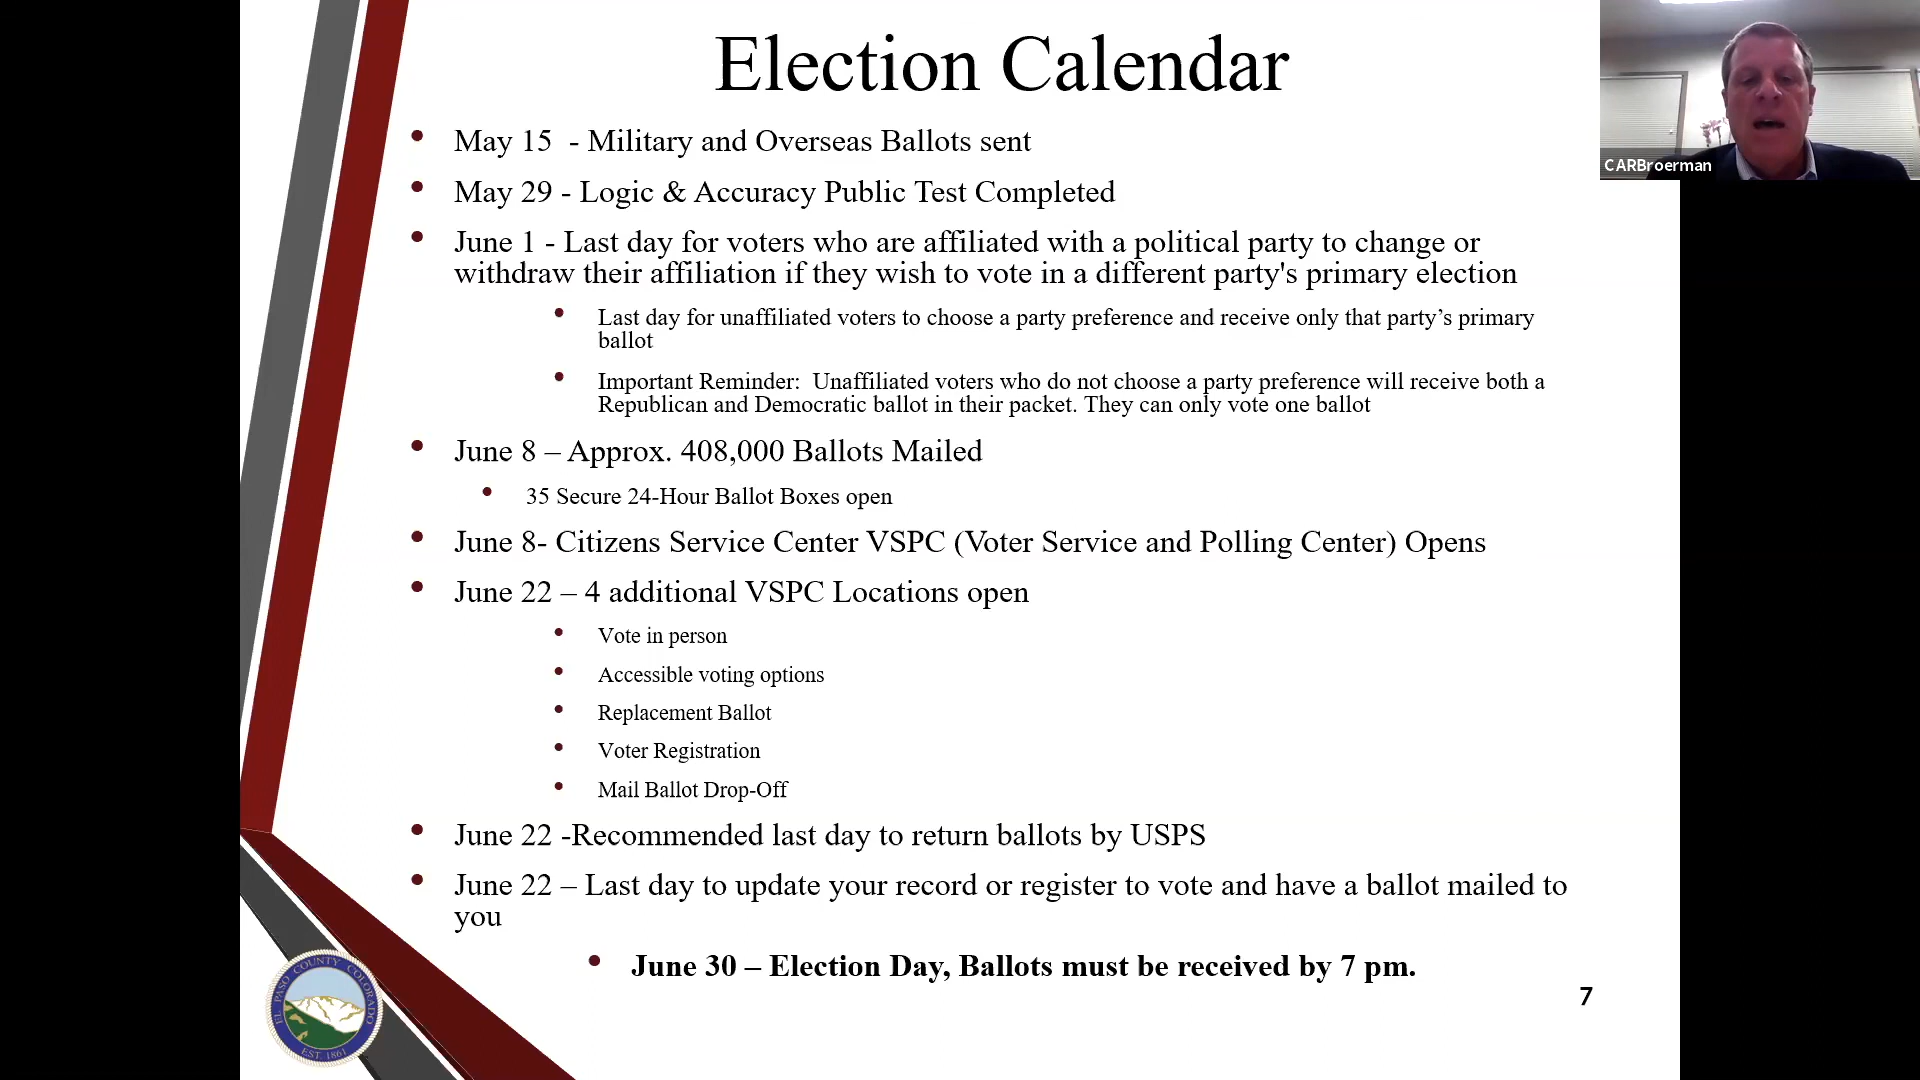 Election Calendar
• May 15  - Military and Overseas Ballots sent
• May 29 - Logic & Accuracy Public Test Completed
• June 1 - Last day for voters who are affiliated with a political party to change or
withdraw their affiliation if they wish to vote in a different party's primary election
• Last day for unaffiliated voters to choose a party preference and receive only that party’s primary
ballot
• Important Reminder:  Unaffiliated voters who do not choose a party preference will receive both a
Republican and Democratic ballot in their packet. They can only vote one ballot
• June 8 – Approx. 408,000 Ballots Mailed
• 35 Secure 24-Hour Ballot Boxes open
• June 8- Citizens Service Center VSPC (Voter Service and Polling Center) Opens
• June 22 – 4 additional VSPC Locations open
• Vote in person
• Accessible voting options
• Replacement Ballot
• Voter Registration
• Mail Ballot Drop-Off
• June 22 -Recommended last day to return ballots by USPS
• June 22 – Last day to update your record or register to vote and have a ballot mailed to
you
• June 30 – Election Day, Ballots must be received by 7 pm.
7
EL PASO COUNTY COLORADO
EST. 1861
CARBroerman